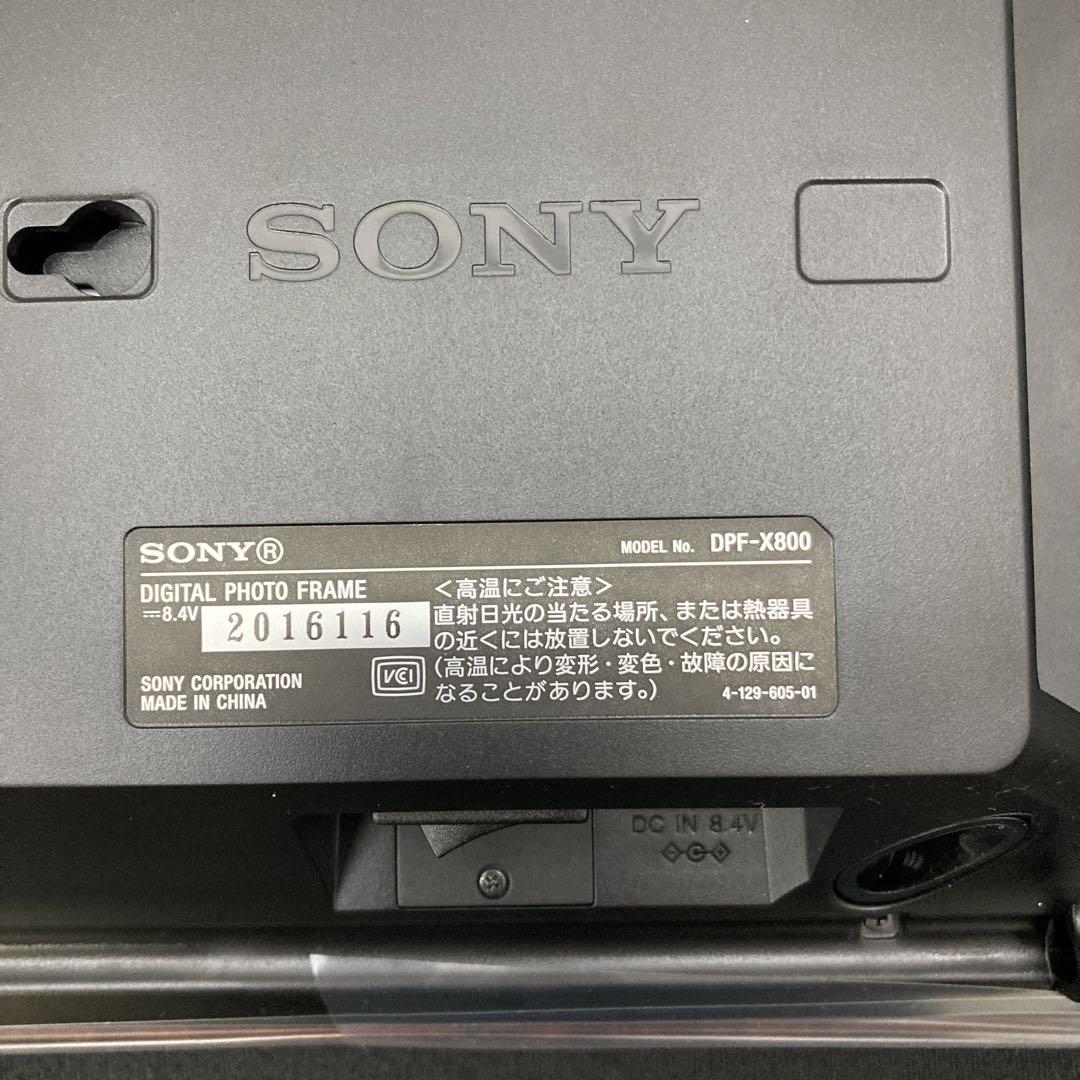 SONY
SONY®
MODEL No. DPF-X800
DIGITAL PHOTO FRAME
⎓8.4V
2016116
SONY CORPORATION
MADE IN CHINA
VCI
＜高温にご注意＞
直射日光の当たる場所、または熱器具
の近くには放置しないでください。
(高温により変形・変色・故障の原因に
なることがあります。)
4-129-605-01
DC IN 8.4V